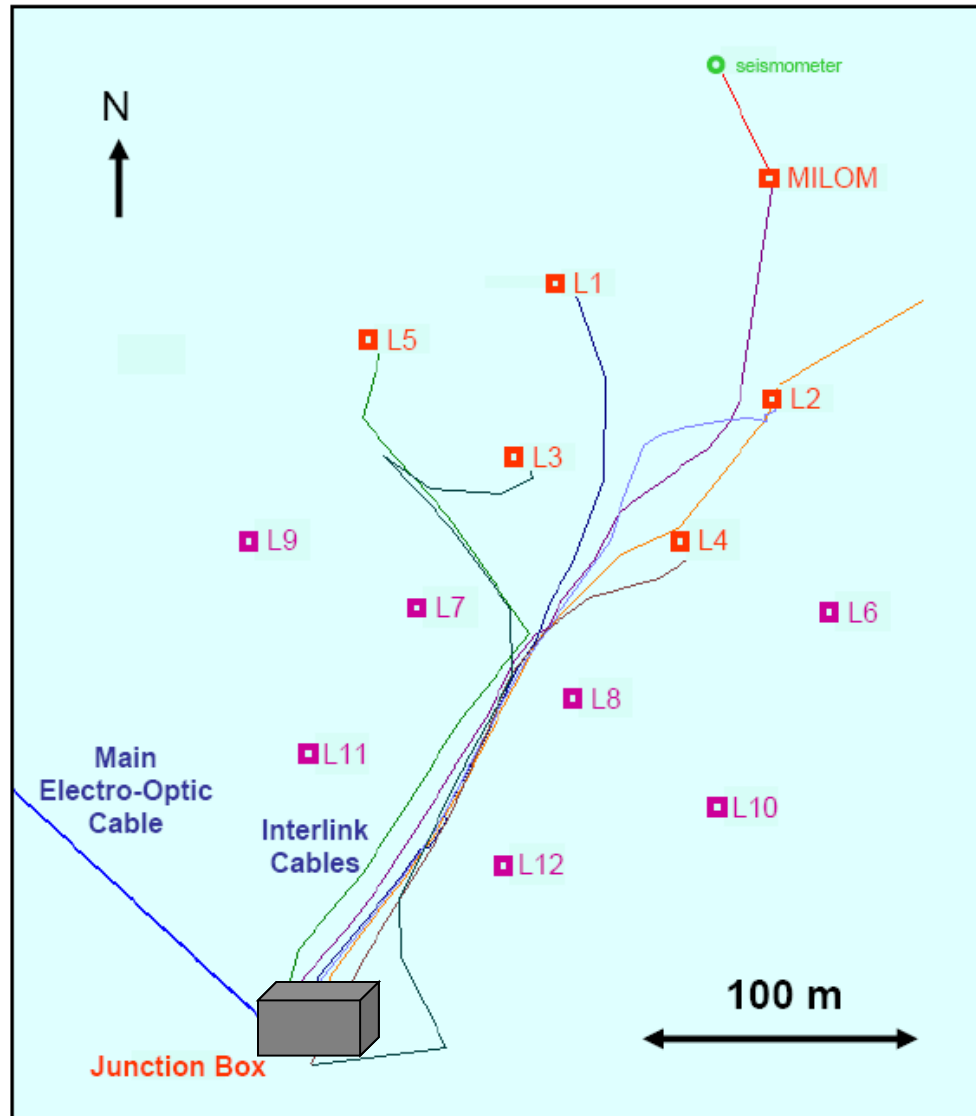 seismometer
N
MILOM
L1
L5
L2
L3
L9
L4
L7
L6
L8
L11
Main
Electro-Optic
Cable
L10
Interlink
Cables
L12
100 m
Junction Box